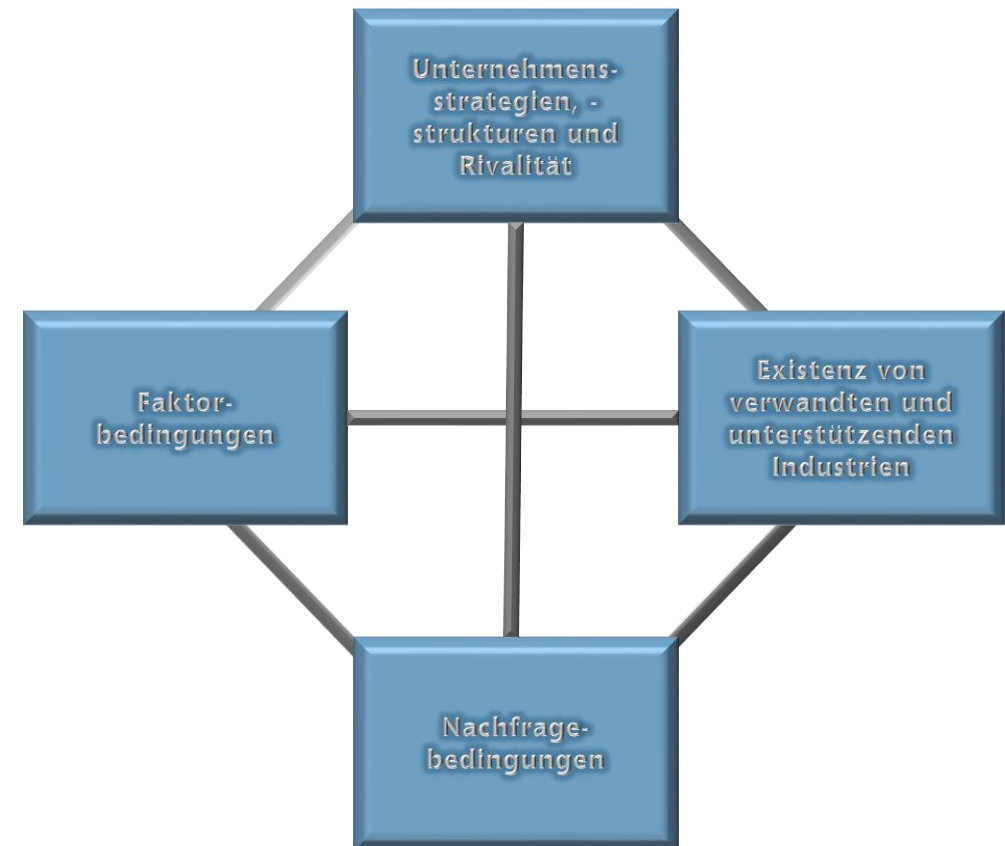 Unternehmens-
strategien, -
strukturen und
Rivalität
Faktor-
bedingungen
Existenz von
verwandten und
unterstützenden
Industrien
Nachfrage-
bedingungen